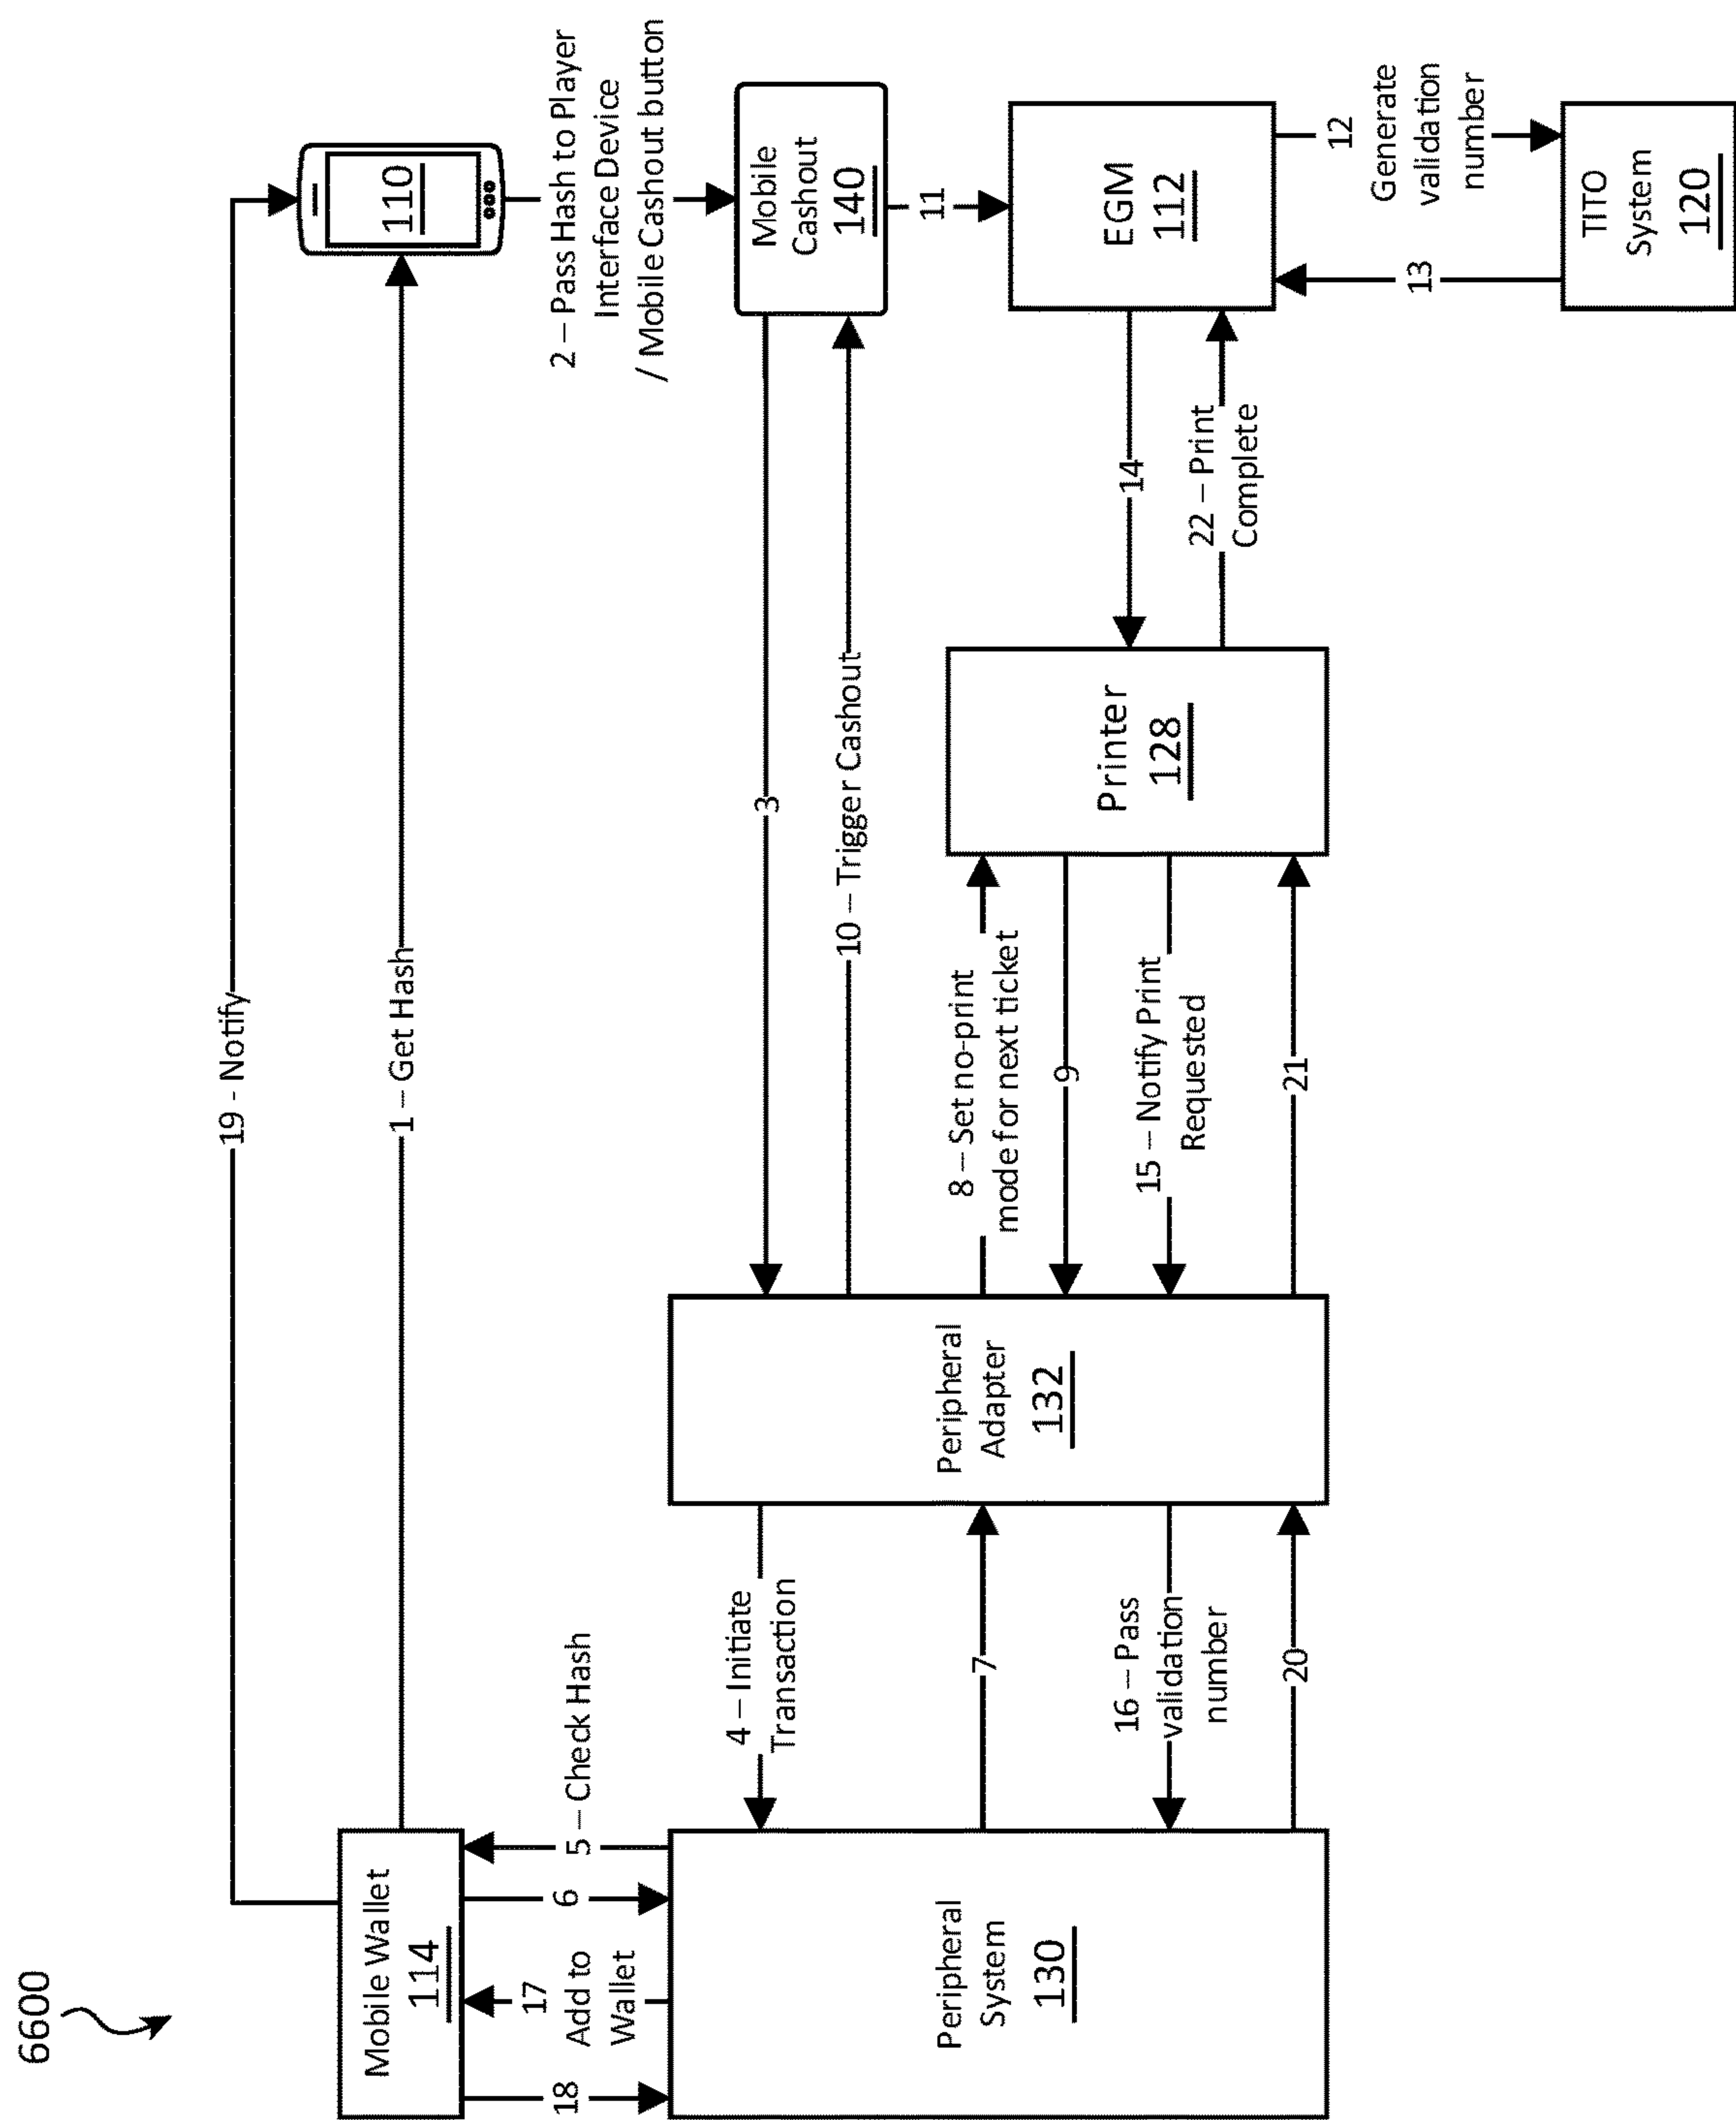 6600
19 - Notify
1 – Get Hash
110
Mobile Wallet
114
2 – Pass Hash to Player
Interface Device
/ Mobile Cashout button
5 – Check Hash
6
17
Add to
Wallet
18
4 – Initiate
Transaction
3
10 – Trigger Cashout
Mobile
Cashout
140
11
Peripheral
System
130
7
16 – Pass
validation
number
20
Peripheral
Adapter
132
8 – Set no-print
mode for next ticket
9
15 – Notify Print
Requested
21
Printer
128
14
22 – Print
Complete
EGM
112
12
Generate
validation
number
13
TITO
System
120